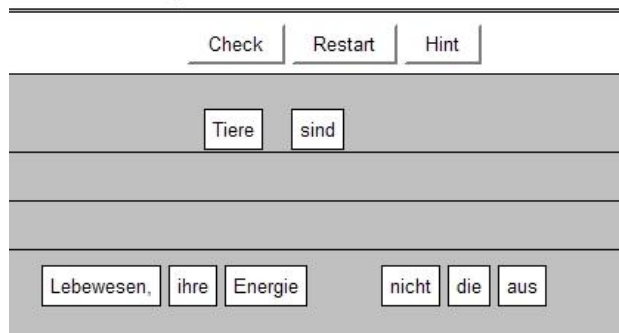 Check Restart Hint
Tiere sind
Lebewesen, ihre Energie nicht die aus